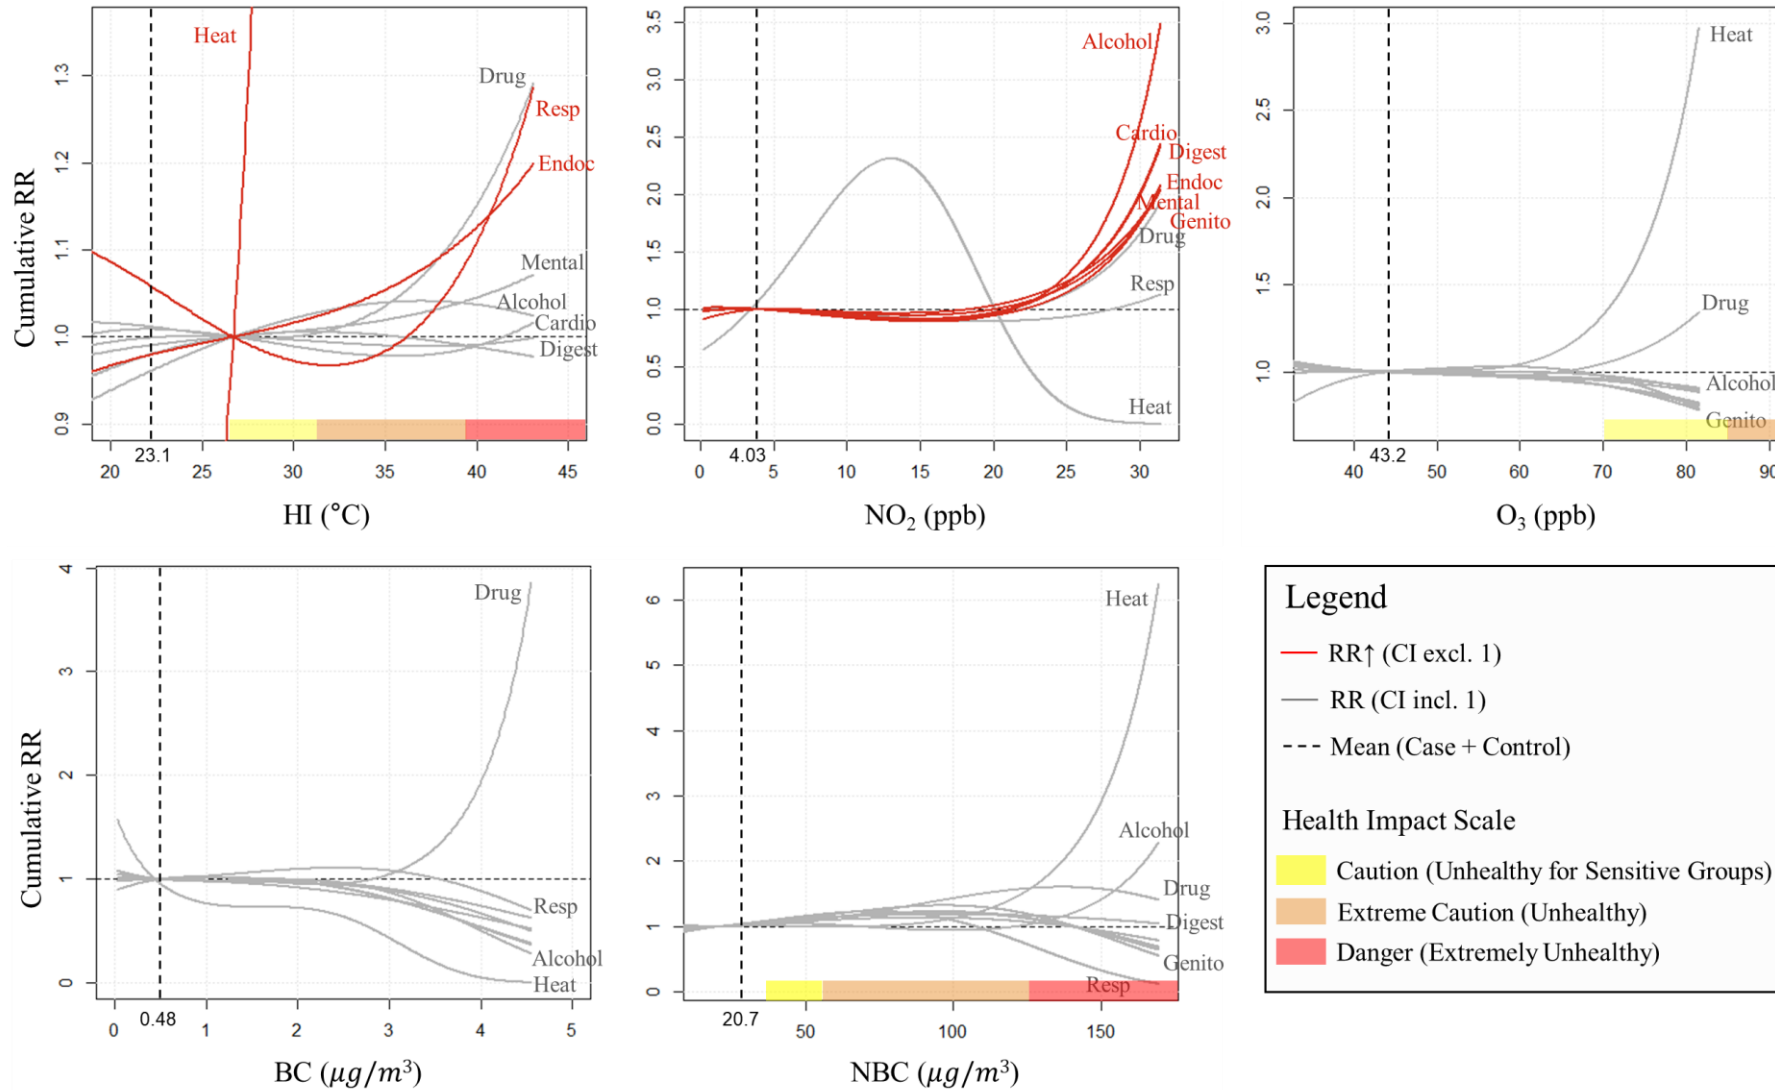 Cumulative RR
1.3
1.2
1.1
1.0
0.9
Heat
Drug
Resp
Endoc
Mental
Alcohol
Cardio
Digest
20
23.1
25
30
35
40
45
HI (°C)
3.5
3.0
2.5
2.0
1.5
1.0
0.5
0.0
Alcohol
Cardio
Digest
Endoc
Mental
Genito
Drug
Resp
Heat
0
4.03
5
10
15
20
25
30
NO₂ (ppb)
3.0
2.5
2.0
1.5
1.0
Heat
Drug
Alcohol
Genito
40
43.2
50
60
70
80
90
O₃ (ppb)
Cumulative RR
4
3
2
1
0
Drug
Resp
Alcohol
Heat
0
0.48
1
2
3
4
5
BC (μg/m³)
6
5
4
3
2
1
0
Heat
Alcohol
Drug
Digest
Genito
Resp
20.7
50
100
150
NBC (μg/m³)
Legend
RR↑ (CI excl. 1)
RR (CI incl. 1)
Mean (Case + Control)
Health Impact Scale
Caution (Unhealthy for Sensitive Groups)
Extreme Caution (Unhealthy)
Danger (Extremely Unhealthy)